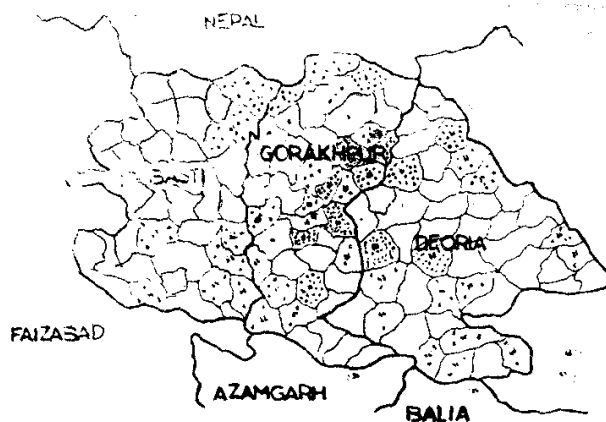 NEPAL
GORAKHPUR
BASTI
DEORIA
FAIZABAD
AZAMGARH
BALIA